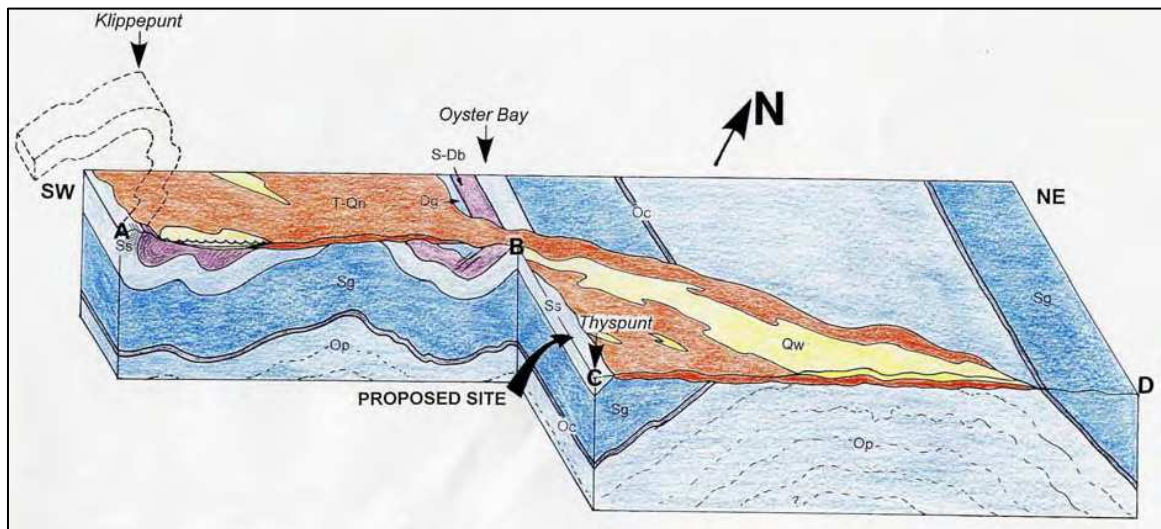 Klippepunt
Oyster Bay
N
S-Db
SW
T-Qn
Dg
Oc
NE
A
Ss
B
Sg
Sg
Ss
Thyspunt
Qw
Op
C
D
PROPOSED SITE
Sg
Oc
Op
?